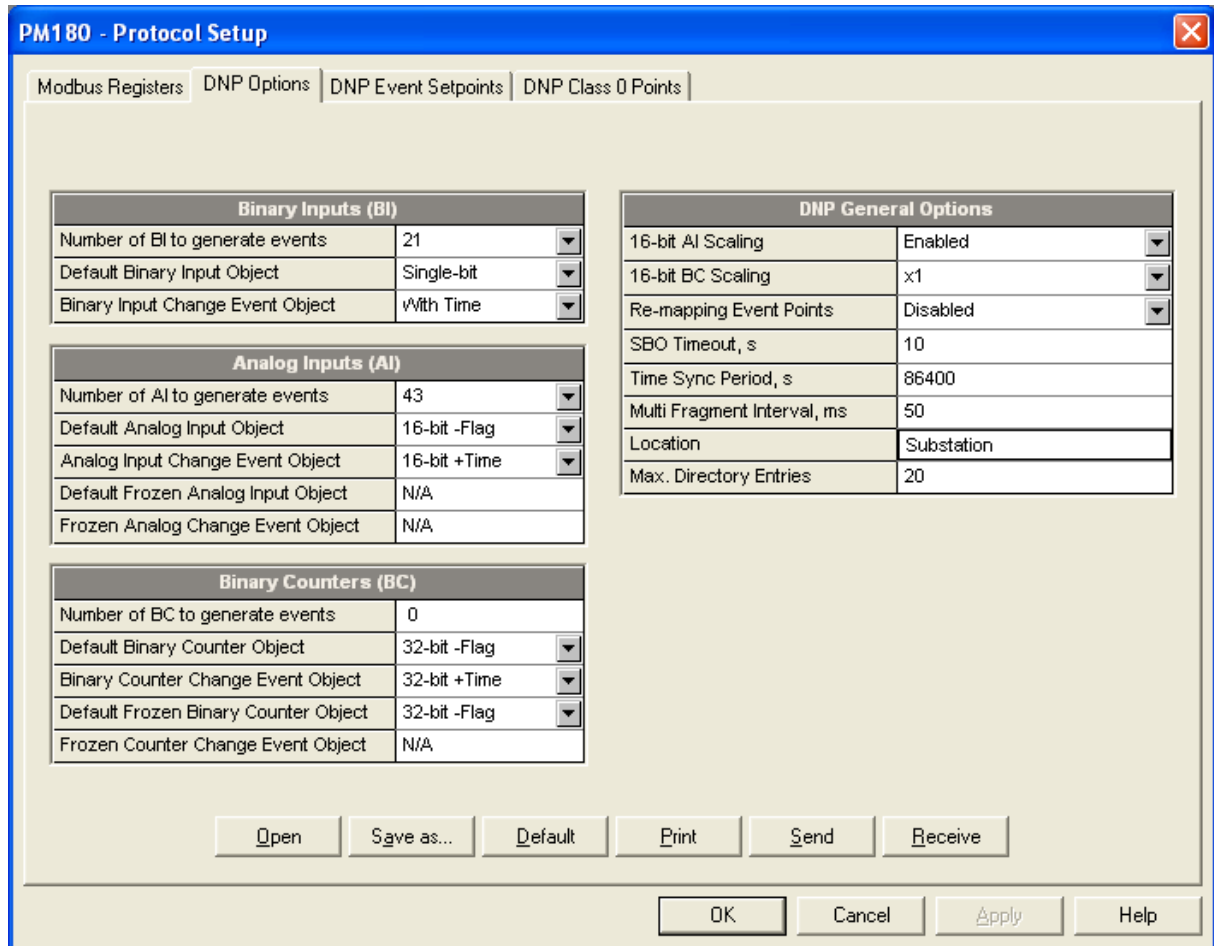 PM180 - Protocol Setup
Modbus Registers DNP Options DNP Event Setpoints DNP Class 0 Points
Binary Inputs (BI)
Number of BI to generate events 21
Default Binary Input Object Single-bit
Binary Input Change Event Object With Time
Analog Inputs (AI)
Number of AI to generate events 43
Default Analog Input Object 16-bit -Flag
Analog Input Change Event Object 16-bit +Time
Default Frozen Analog Input Object N/A
Frozen Analog Change Event Object N/A
Binary Counters (BC)
Number of BC to generate events 0
Default Binary Counter Object 32-bit -Flag
Binary Counter Change Event Object 32-bit +Time
Default Frozen Binary Counter Object 32-bit -Flag
Frozen Counter Change Event Object N/A
DNP General Options
16-bit AI Scaling Enabled
16-bit BC Scaling x1
Re-mapping Event Points Disabled
SBO Timeout, s 10
Time Sync Period, s 86400
Multi Fragment Interval, ms 50
Location Substation
Max. Directory Entries 20
Open Save as... Default Print Send Receive
OK Cancel Apply Help